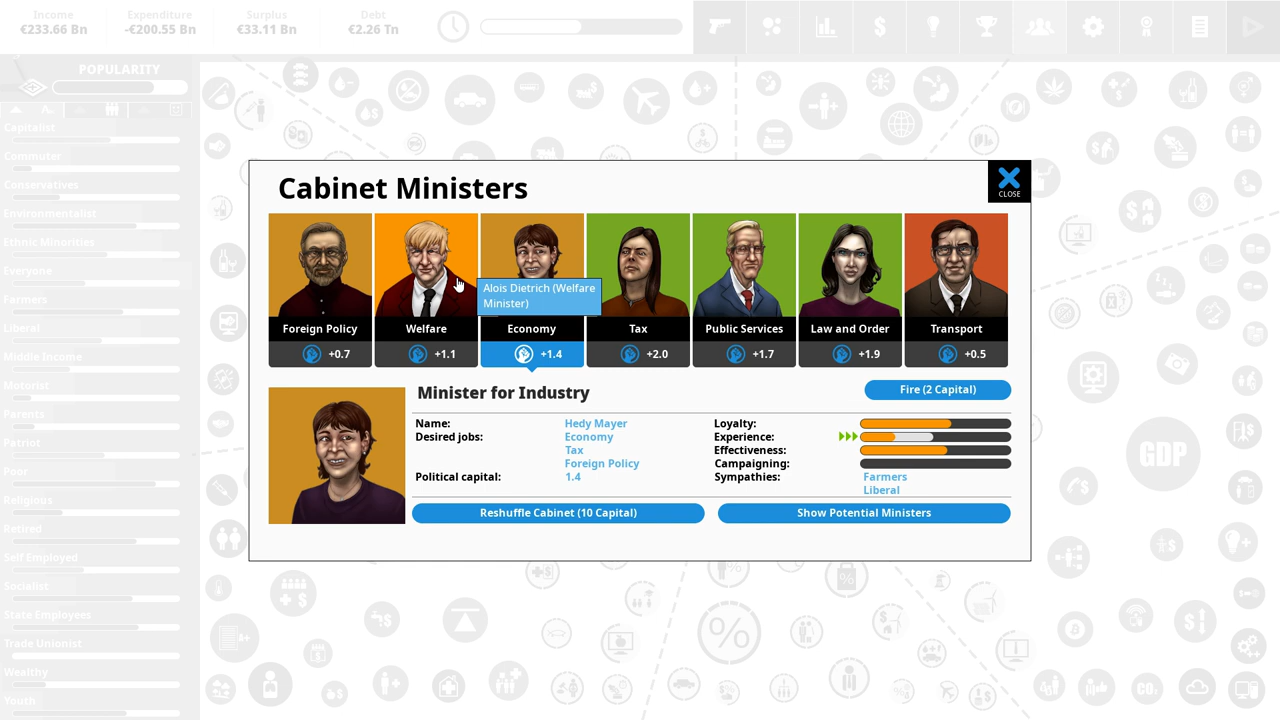 Income
Expenditure
Surplus
Debt
€233.66 Bn
-€200.55 Bn
€33.11 Bn
€2.26 Tn
POPULARITY
Capitalist
Commuter
Conservatives
Environmentalist
Ethnic Minorities
Everyone
Farmers
Liberal
Middle Income
Motorist
Parents
Patriot
Poor
Religious
Retired
Self Employed
Socialist
State Employees
Trade Unionist
Wealthy
Youth
Cabinet Ministers
CLOSE
Alois Dietrich (Welfare
Minister)
Foreign Policy
Welfare
Economy
Tax
Public Services
Law and Order
Transport
+0.7
+1.1
+1.4
+2.0
+1.7
+1.9
+0.5
Minister for Industry
Fire (2 Capital)
Name:
Hedy Mayer
Desired jobs:
Economy
Tax
Foreign Policy
Political capital:
1.4
Loyalty:
Experience:
Effectiveness:
Campaigning:
Sympathies:
Farmers
Liberal
Reshuffle Cabinet (10 Capital)
Show Potential Ministers
GDP
CO₂